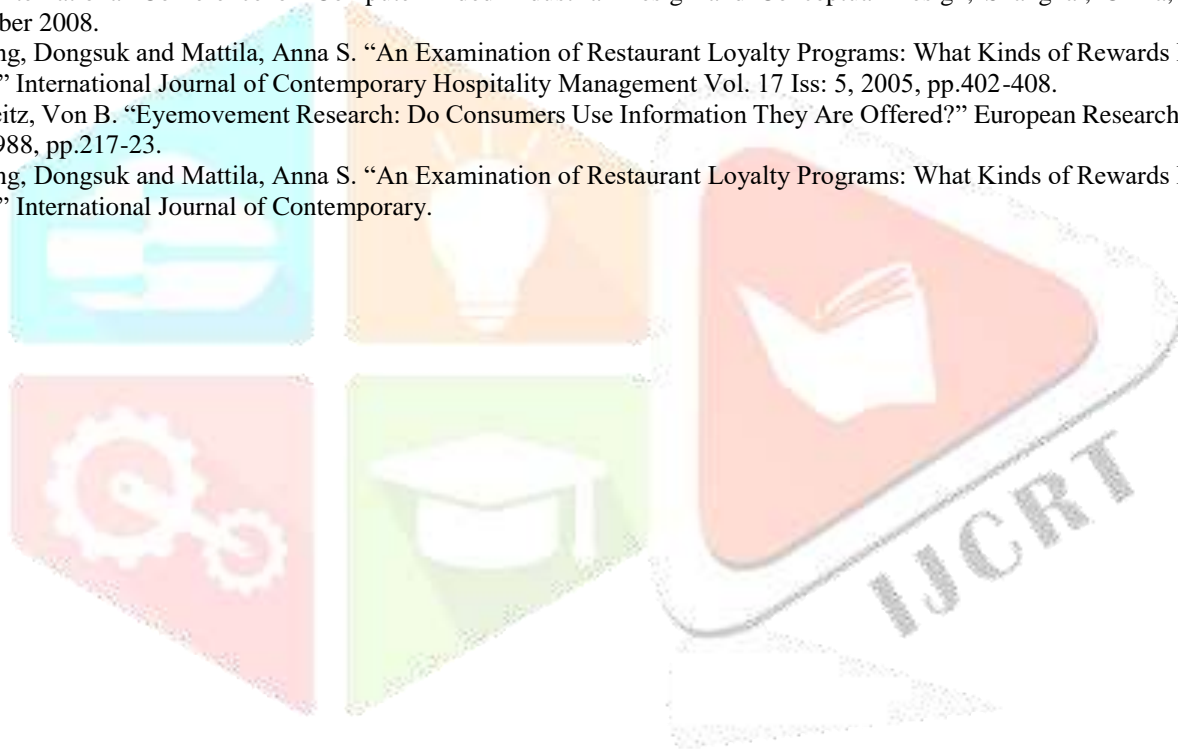 ber 2008.
ng, Dongsuk and Mattila, Anna S. “An Examination of Restaurant Loyalty Programs: What Kinds of Rewards
” International Journal of Contemporary Hospitality Management Vol. 17 Iss: 5, 2005, pp.402-408.
eitz, Von B. “Eyemovement Research: Do Consumers Use Information They Are Offered?” European Research
988, pp.217-23.
ng, Dongsuk and Mattila, Anna S. “An Examination of Restaurant Loyalty Programs: What Kinds of Rewards
” International Journal of Contemporary.
IJCRT